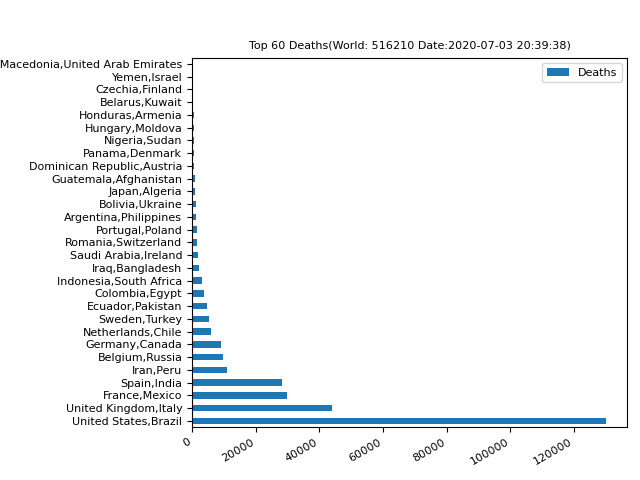 Top 60 Deaths(World: 516210 Date:2020-07-03 20:39:38)
Deaths
Macedonia,United Arab Emirates
Yemen,Israel
Czechia,Finland
Belarus,Kuwait
Honduras,Armenia
Hungary,Moldova
Nigeria,Sudan
Panama,Denmark
Dominican Republic,Austria
Guatemala,Afghanistan
Japan,Algeria
Bolivia,Ukraine
Argentina,Philippines
Portugal,Poland
Romania,Switzerland
Saudi Arabia,Ireland
Iraq,Bangladesh
Indonesia,South Africa
Colombia,Egypt
Ecuador,Pakistan
Sweden,Turkey
Netherlands,Chile
Germany,Canada
Belgium,Russia
Iran,Peru
Spain,India
France,Mexico
United Kingdom,Italy
United States,Brazil
0 20000 40000 60000 80000 100000 120000